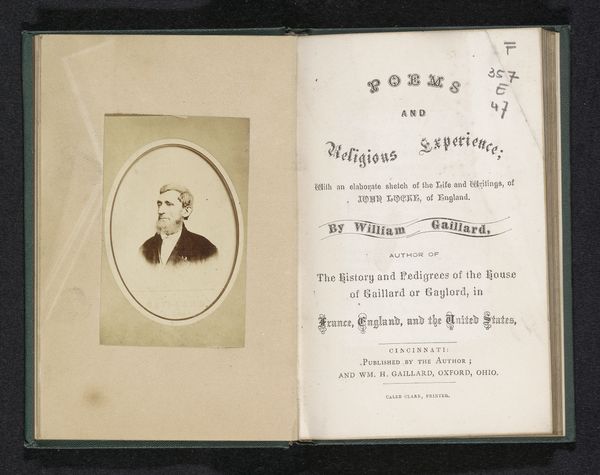 F
357
E
47
POEMS
AND
Religious Experience;
With an elaborate sketch of the Life and Writings, of
JOHN LOCKE, of England.
By William Gaillard,
AUTHOR OF
The History and Pedigrees of the House
of Gaillard or Gaylord, in
France, England, and the United States,
CINCINNATI:
PUBLISHED BY THE AUTHOR;
AND WM. H. GAILLARD, OXFORD, OHIO.
CALEB CLARK, PRINTER.